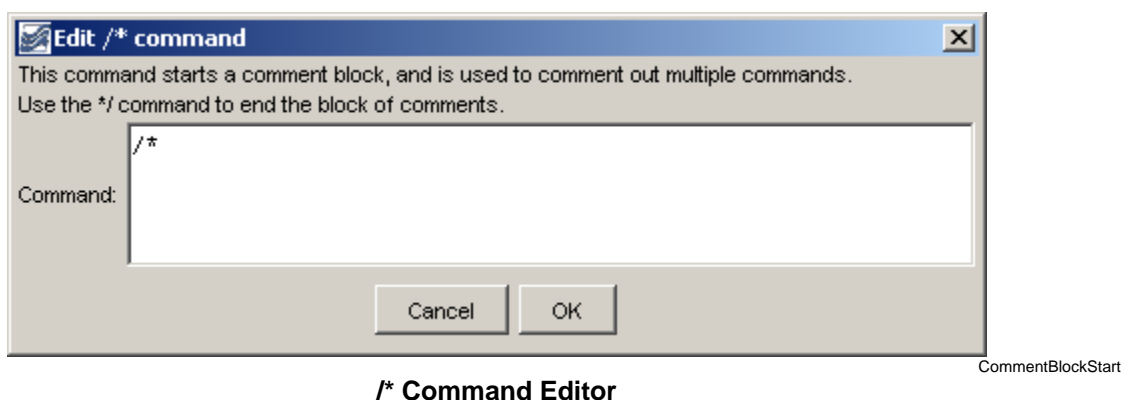 Edit /* command
This command starts a comment block, and is used to comment out multiple commands.
Use the */ command to end the block of comments.
/*
Command:
Cancel OK
CommentBlockStart
/* Command Editor